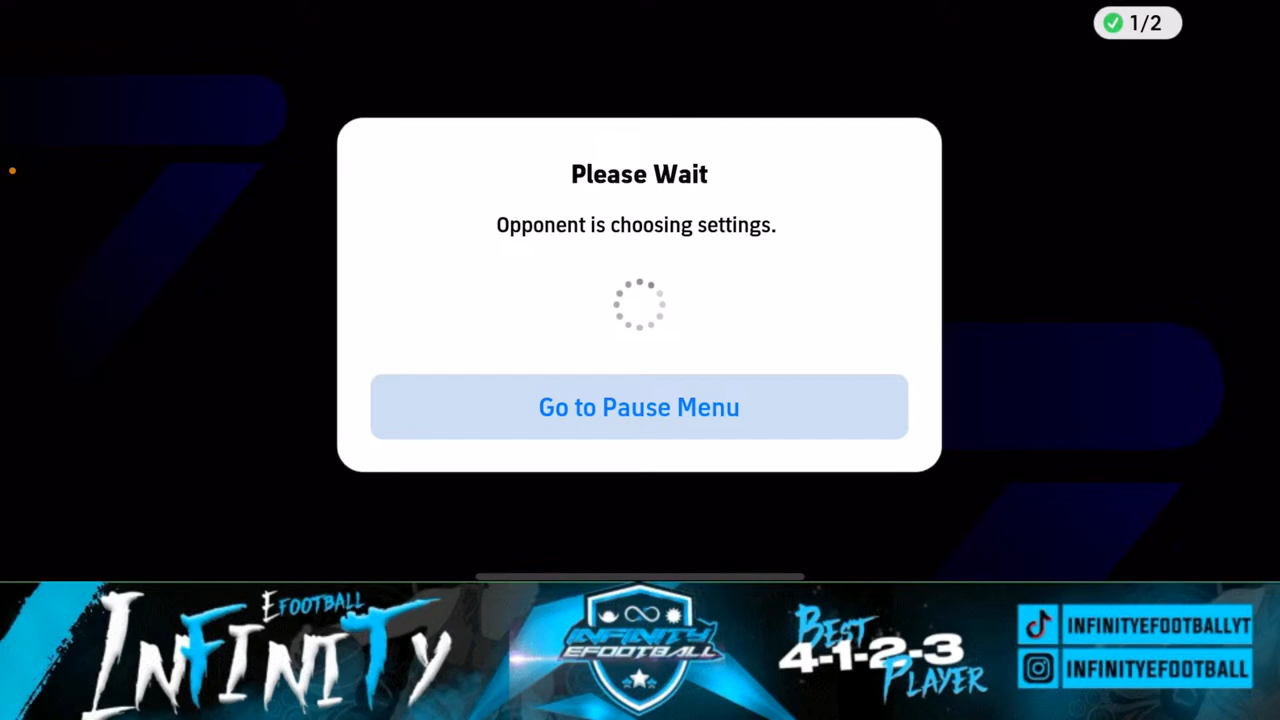 1/2
Please Wait
Opponent is choosing settings.
Go to Pause Menu
EFOOTBALL
INFINITY
INFINITY
EFOOTBALL
BEST
4-1-2-3
PLAYER
INFINITYEFOOTBALLYT
INFINITYEFOOTBALL